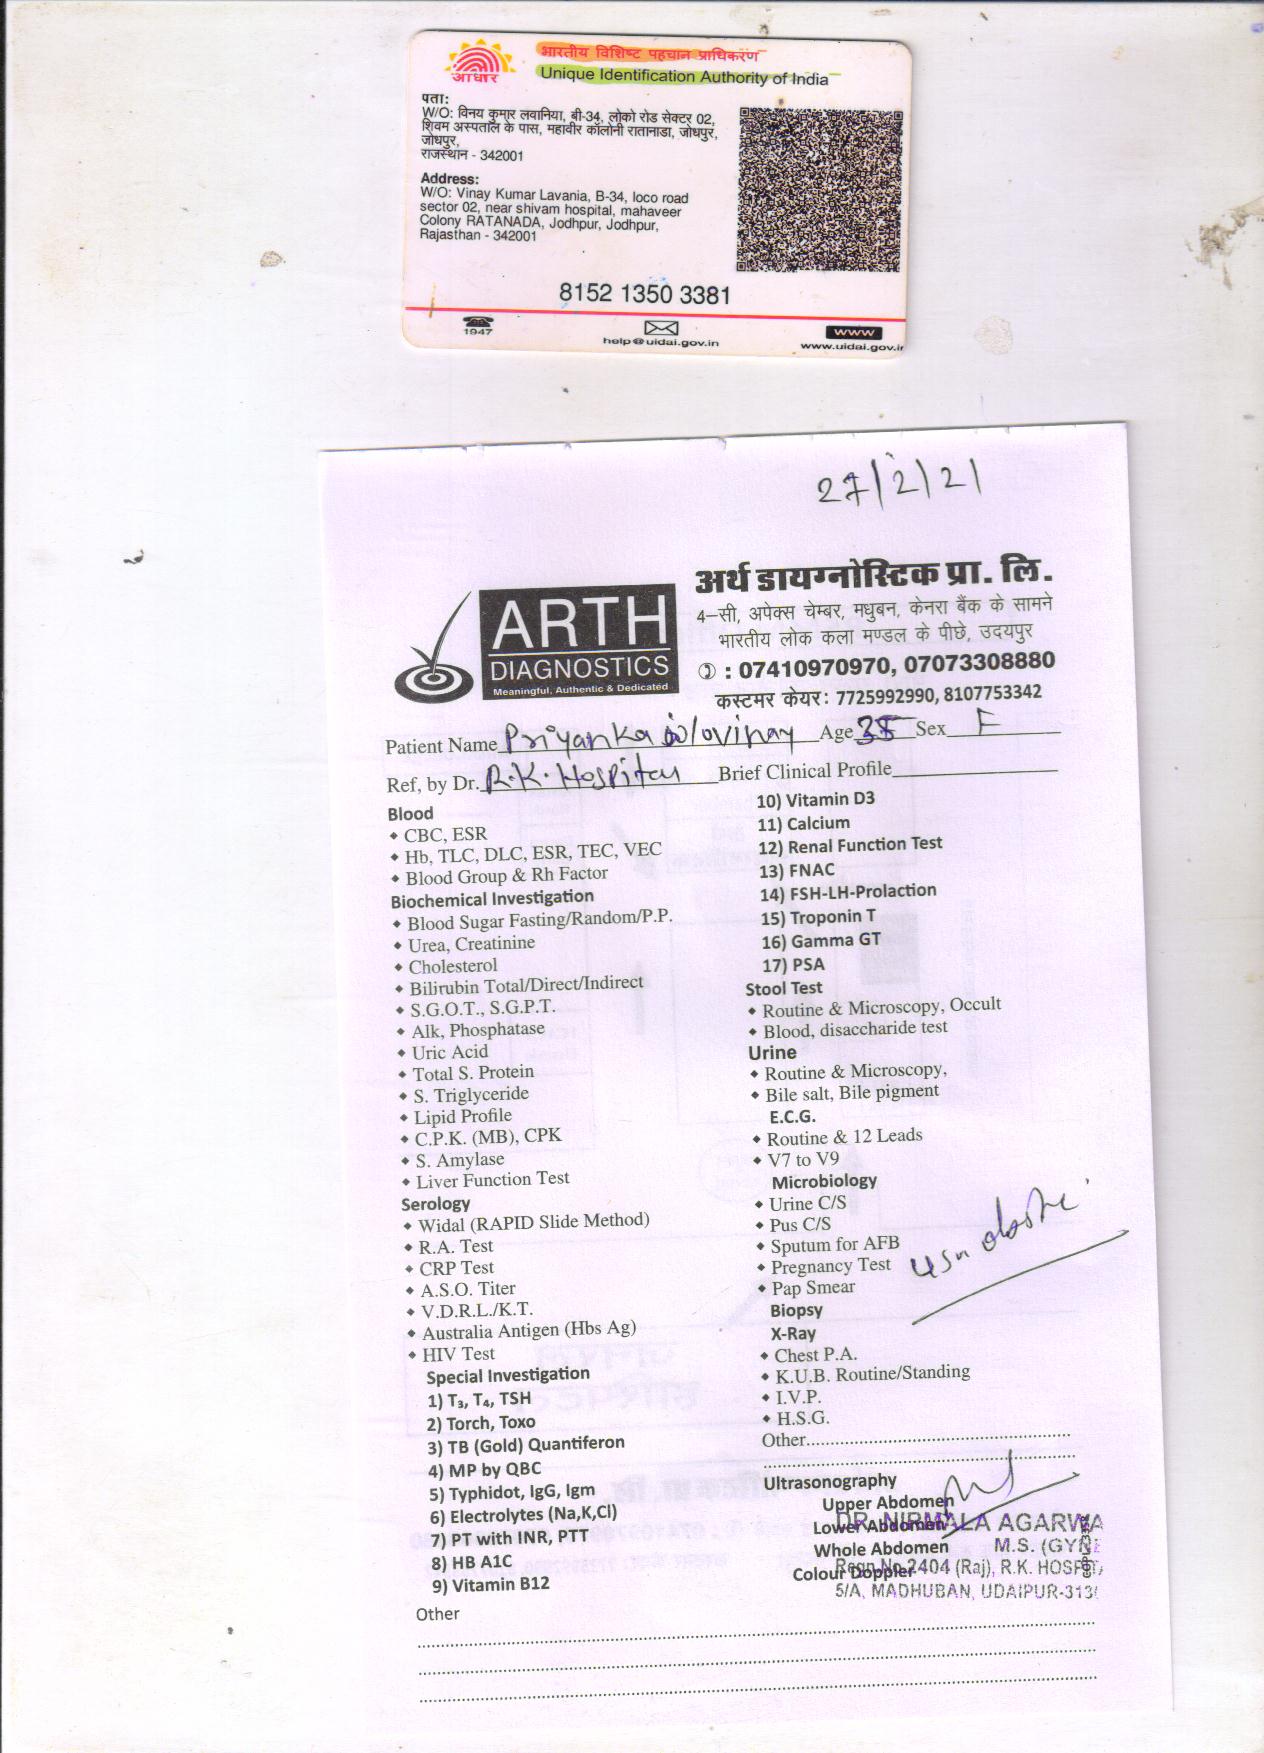 आधार
भारतीय विशिष्ट पहचान प्राधिकरण
Unique Identification Authority of India
पता:
W/O: विनय कुमार लवानिया, बी-34, लोको रोड सेक्टर 02,
शिवम अस्पताल के पास, महावीर कॉलोनी रातानाडा, जोधपुर,
जोधपुर,
राजस्थान - 342001
Address:
W/O: Vinay Kumar Lavania, B-34, loco road
sector 02, near shivam hospital, mahaveer
Colony RATANADA, Jodhpur, Jodhpur,
Rajasthan - 342001
8152 1350 3381
1947
help@uidai.gov.in
www
www.uidai.gov.in
27/2/21
ARTH
DIAGNOSTICS
Meaningful, Authentic & Dedicated
अर्थ डायग्नोस्टिक प्रा. लि.
4-सी, अपेक्स चेम्बर, मधुबन, केनरा बैंक के सामने
भारतीय लोक कला मण्डल के पीछे, उदयपुर
: 07410970970, 07073308880
कस्टमर केयर: 7725992990, 8107753342
Patient Name Priyanka w/o vinay Age 35 Sex F
Ref, by Dr. R.K. Hospital Brief Clinical Profile
Blood
CBC, ESR
Hb, TLC, DLC, ESR, TEC, VEC
Blood Group & Rh Factor
Biochemical Investigation
Blood Sugar Fasting/Random/P.P.
Urea, Creatinine
Cholesterol
Bilirubin Total/Direct/Indirect
S.G.O.T., S.G.P.T.
Alk, Phosphatase
Uric Acid
Total S. Protein
S. Triglyceride
Lipid Profile
C.P.K. (MB), CPK
S. Amylase
Liver Function Test
Serology
Widal (RAPID Slide Method)
R.A. Test
CRP Test
A.S.O. Titer
V.D.R.L./K.T.
Australia Antigen (Hbs Ag)
HIV Test
Special Investigation
1) T₃, T₄, TSH
2) Torch, Toxo
3) TB (Gold) Quantiferon
4) MP by QBC
5) Typhidot, IgG, Igm
6) Electrolytes (Na,K,Cl)
7) PT with INR, PTT
8) HB A1C
9) Vitamin B12
Other
10) Vitamin D3
11) Calcium
12) Renal Function Test
13) FNAC
14) FSH-LH-Prolaction
15) Troponin T
16) Gamma GT
17) PSA
Stool Test
Routine & Microscopy, Occult
Blood, disaccharide test
Urine
Routine & Microscopy,
Bile salt, Bile pigment
E.C.G.
Routine & 12 Leads
V7 to V9
Microbiology
Urine C/S
Pus C/S
Sputum for AFB
Pregnancy Test
Pap Smear
Biopsy
X-Ray
Chest P.A.
K.U.B. Routine/Standing
I.V.P.
H.S.G.
Other
Ultrasonography
Upper Abdomen
Lower Abdomen
Whole Abdomen
Colour Doppler
DR. NIRMALA AGARWA
M.S. (GYNE
Regn.No.2404 (Raj), R.K. HOSPIT
5/A, MADHUBAN, UDAIPUR-313